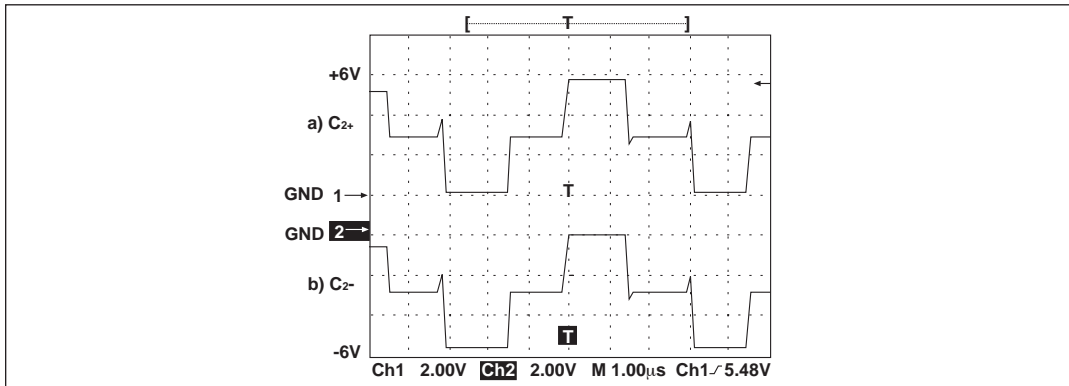 [ T ]
+6V
a) C2+
GND 1
T
2
GND
b) C2-
T
-6V
Ch1 2.00V Ch2 2.00V M 1.00µs Ch1 5.48V